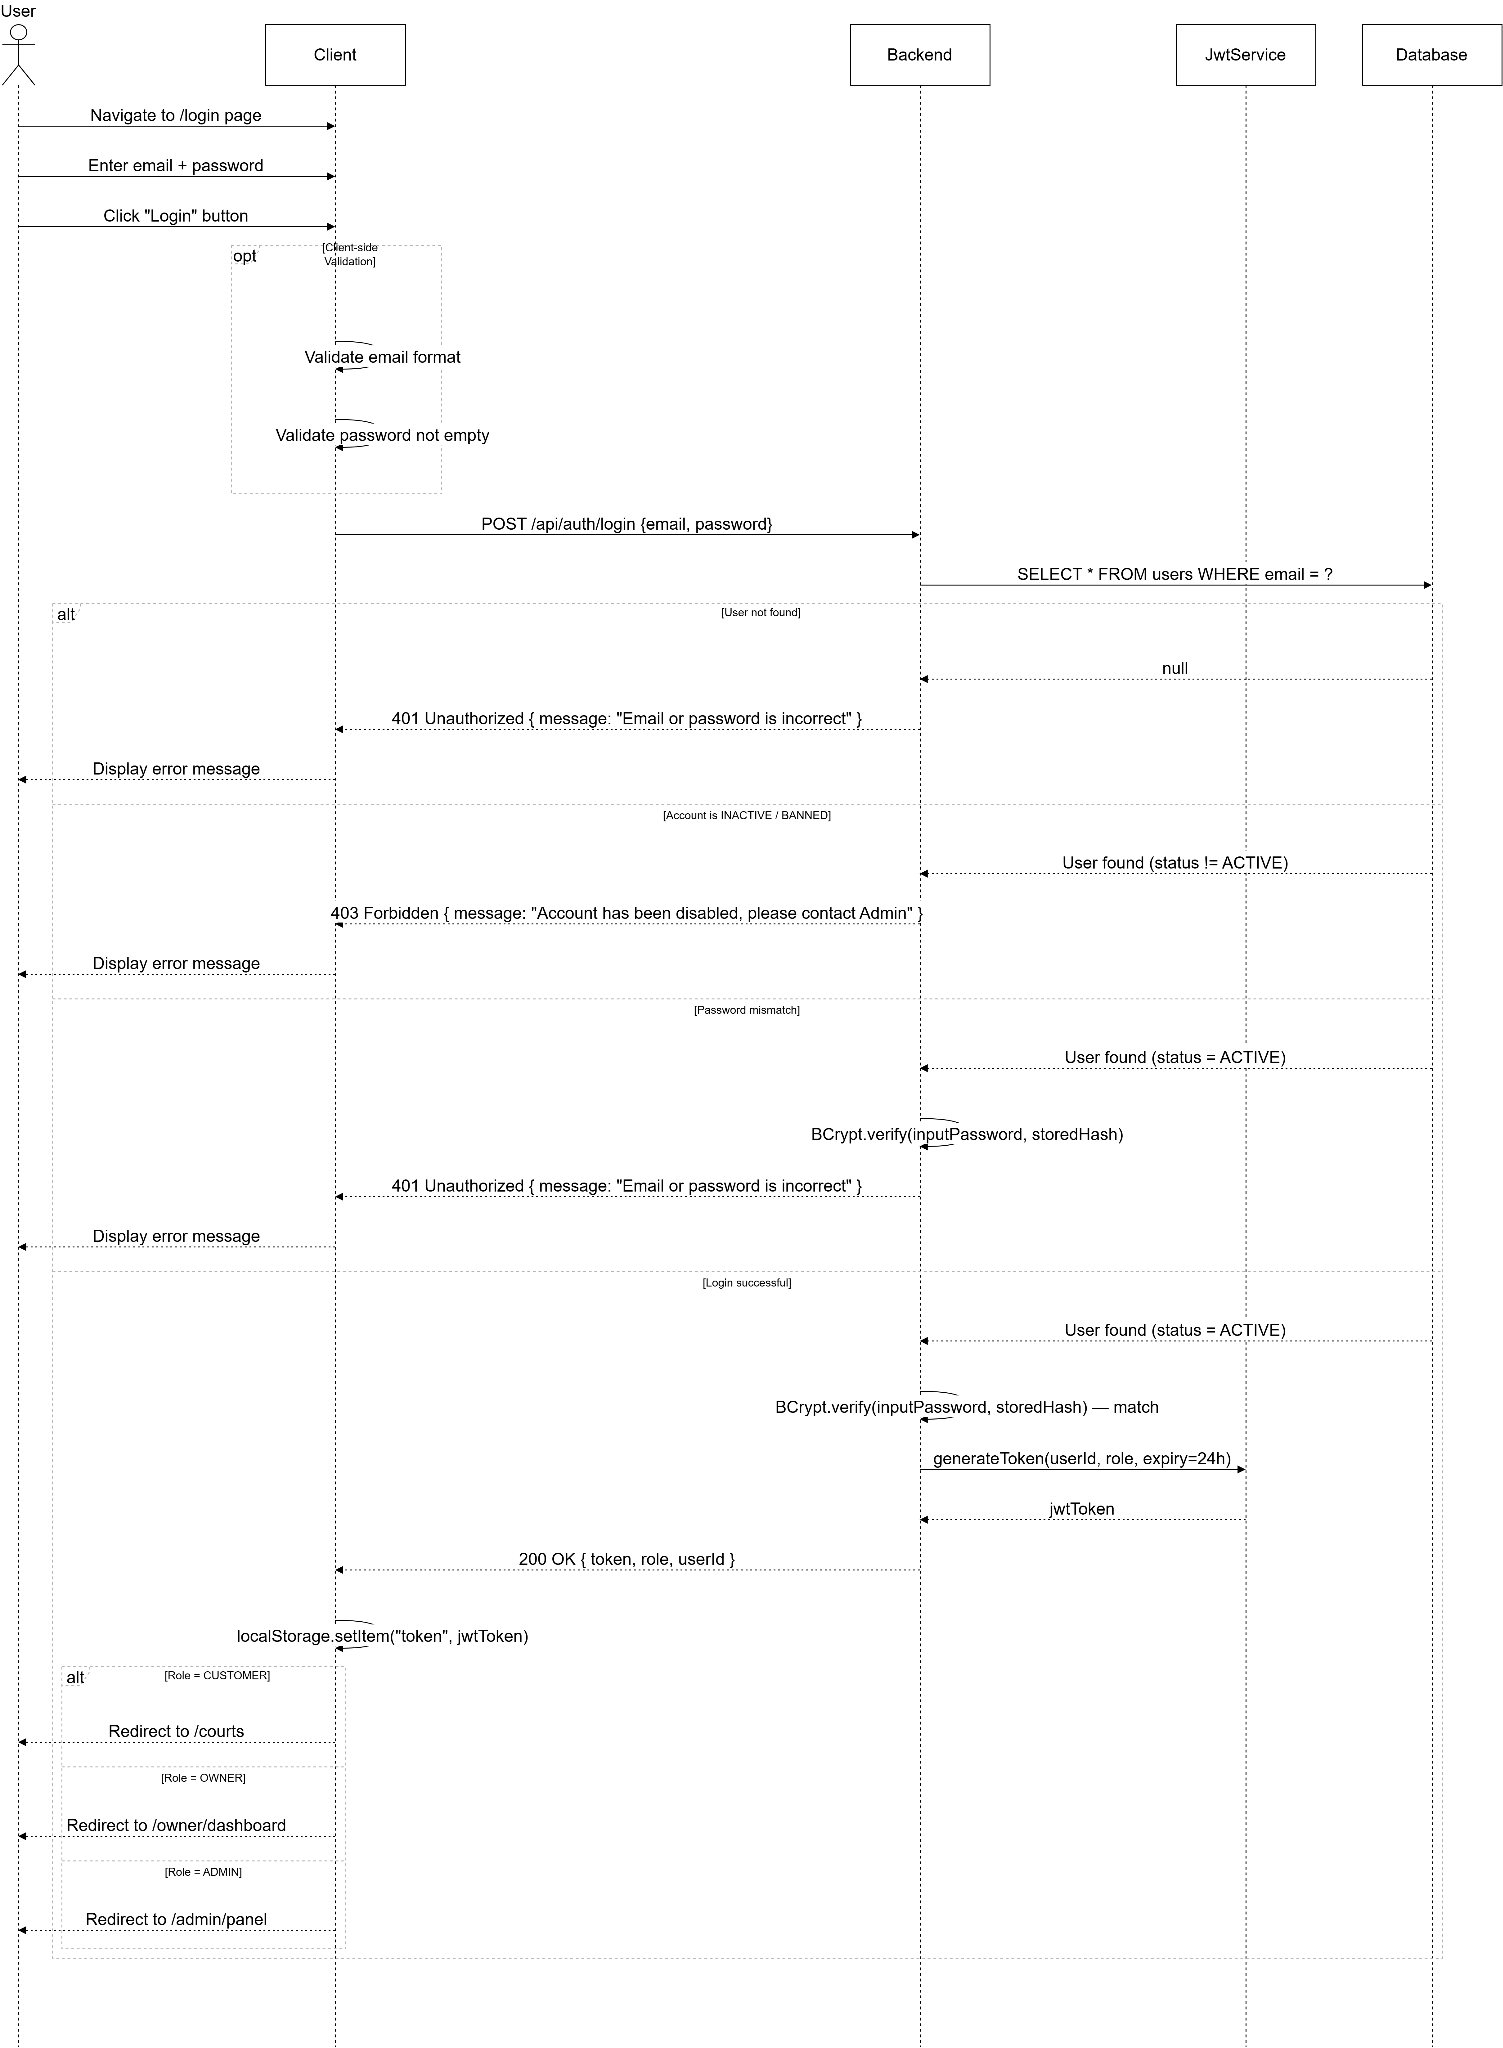 User
Client
Backend
JwtService
Database
Navigate to /login page
Enter email + password
Click "Login" button
opt
[Client-side
Validation]
Validate email format
Validate password not empty
POST /api/auth/login {email, password}
SELECT * FROM users WHERE email = ?
alt
[User not found]
null
401 Unauthorized { message: "Email or password is incorrect" }
Display error message
[Account is INACTIVE / BANNED]
User found (status != ACTIVE)
403 Forbidden { message: "Account has been disabled, please contact Admin" }
Display error message
[Password mismatch]
User found (status = ACTIVE)
BCrypt.verify(inputPassword, storedHash)
401 Unauthorized { message: "Email or password is incorrect" }
Display error message
[Login successful]
User found (status = ACTIVE)
BCrypt.verify(inputPassword, storedHash) — match
generateToken(userId, role, expiry=24h)
jwtToken
200 OK { token, role, userId }
localStorage.setItem("token", jwtToken)
alt
[Role = CUSTOMER]
Redirect to /courts
[Role = OWNER]
Redirect to /owner/dashboard
[Role = ADMIN]
Redirect to /admin/panel